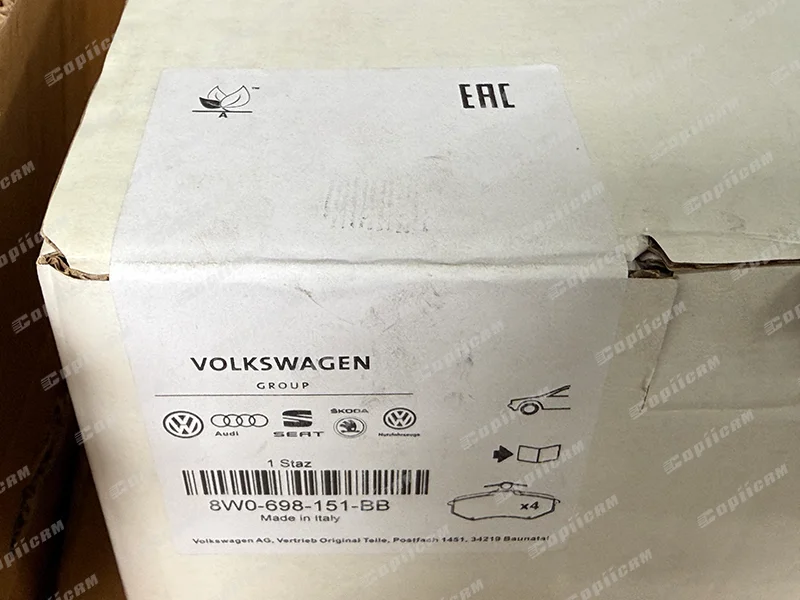 EAC
A
VOLKSWAGEN
GROUP
Audi
SEAT
ŠKODA
Nutzfahrzeuge
1 Staz
8W0-698-151-BB
Made in Italy
x4
Volkswagen AG, Vertrieb Original Teile, Postfach 1451, 34219 Baunatal
CopiiCRM